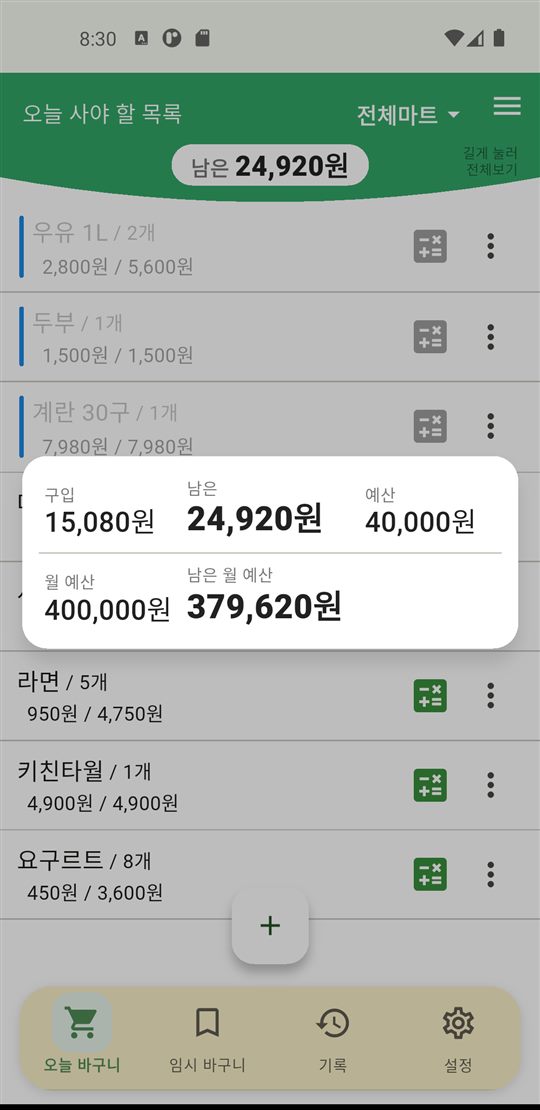 8:30
오늘 사야 할 목록
전체마트
길게 눌러
전체보기
남은 24,920원
우유 1L / 2개
2,800원 / 5,600원
두부 / 1개
1,500원 / 1,500원
계란 30구 / 1개
7,980원 / 7,980원
구입
남은
예산
15,080원
24,920원
40,000원
월 예산
남은 월 예산
400,000원
379,620원
라면 / 5개
950원 / 4,750원
키친타월 / 1개
4,900원 / 4,900원
요구르트 / 8개
450원 / 3,600원
+
오늘 바구니
임시 바구니
기록
설정